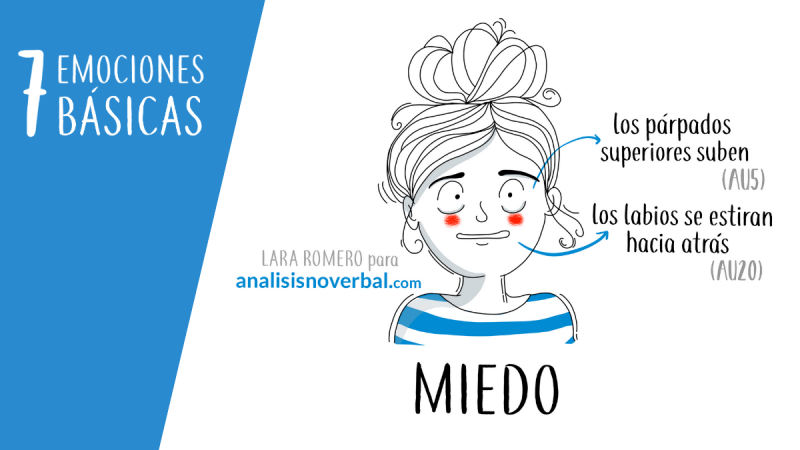 7 EMOCIONES
BÁSICAS
los párpados
superiores suben
(AU5)
los labios se estiran
hacia atrás
(AU20)
LARA ROMERO para
analisisnoverbal.com
MIEDO